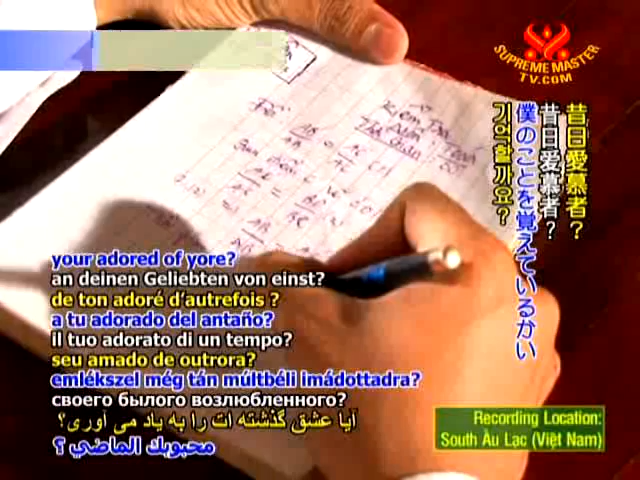 SUPREME MASTER
TV.COM
昔日愛慕者？
昔日爱慕者？
僕のことを覚えているかい
기억할까요？
Kiểm Tra
your adored of yore?
an deinen Geliebten von einst?
de ton adoré d'autrefois ?
a tu adorado del antaño?
il tuo adorato di un tempo?
seu amado de outrora?
emlékszel még tán múltbéli imádottadra?
своего былого возлюбленного?
آیا عشق گذشته ات را به یاد می آوری؟
محبوبك الماضي ؟
Recording Location:
South Âu Lạc (Việt Nam)